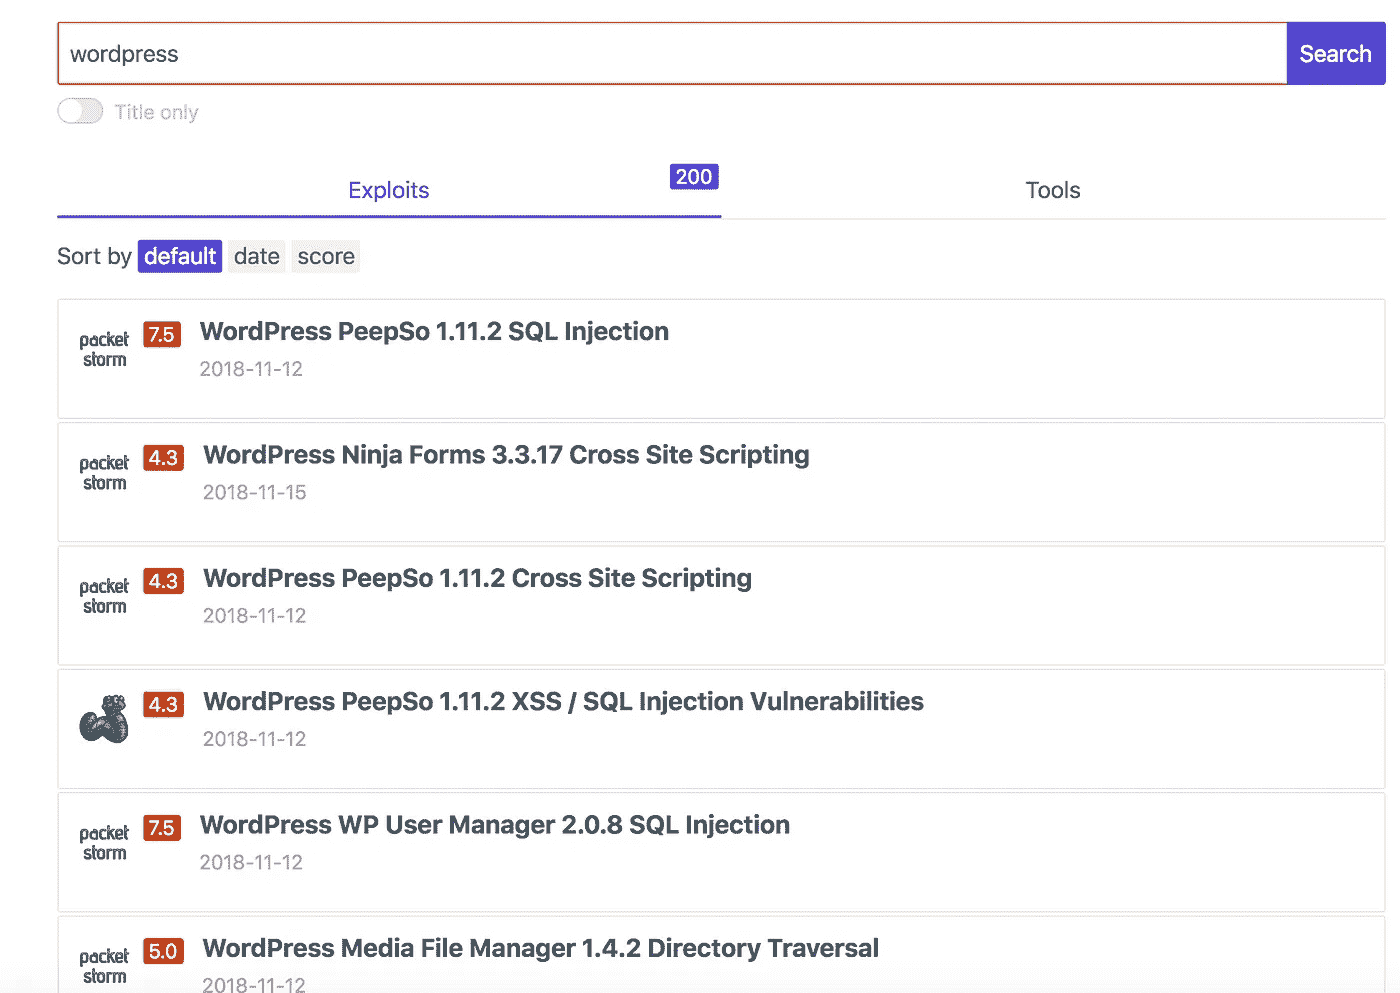 wordpress
Search
Title only
Exploits
200
Tools
Sort by default date score
packet storm
7.5
WordPress PeepSo 1.11.2 SQL Injection
2018-11-12
packet storm
4.3
WordPress Ninja Forms 3.3.17 Cross Site Scripting
2018-11-15
packet storm
4.3
WordPress PeepSo 1.11.2 Cross Site Scripting
2018-11-12
4.3
WordPress PeepSo 1.11.2 XSS / SQL Injection Vulnerabilities
2018-11-12
packet storm
7.5
WordPress WP User Manager 2.0.8 SQL Injection
2018-11-12
packet storm
5.0
WordPress Media File Manager 1.4.2 Directory Traversal
2018-11-12